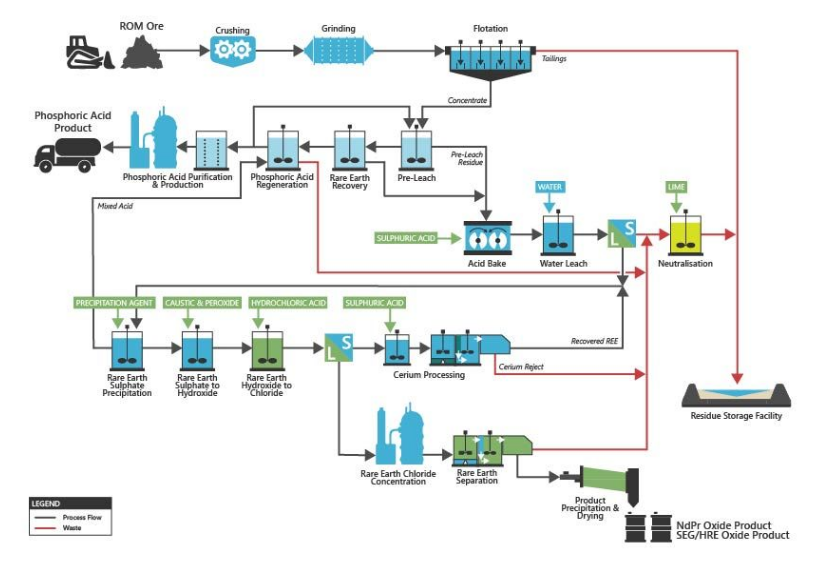 ROM Ore
Crushing
Grinding
Flotation
Tailings
Concentrate
Phosphoric Acid
Product
Phosphoric Acid Purification
& Production
Phosphoric Acid
Regeneration
Rare Earth
Recovery
Pre-Leach
Pre-Leach
Residue
Mixed Acid
WATER
LIME
SULPHURIC ACID
Acid Bake
Water Leach
S
L
Neutralisation
PRECIPITATION AGENT
CAUSTIC & PEROXIDE
HYDROCHLORIC ACID
SULPHURIC ACID
S
L
Recovered REE
Rare Earth
Sulphate
Precipitation
Rare Earth
Sulphate to
Hydroxide
Rare Earth
Hydroxide to
Chloride
Cerium Processing
Cerium Reject
Residue Storage Facility
Rare Earth Chloride
Concentration
Rare Earth
Separation
Product
Precipitation &
Drying
LEGEND
Process Flow
Waste
NdPr Oxide Product
SEG/HRE Oxide Product